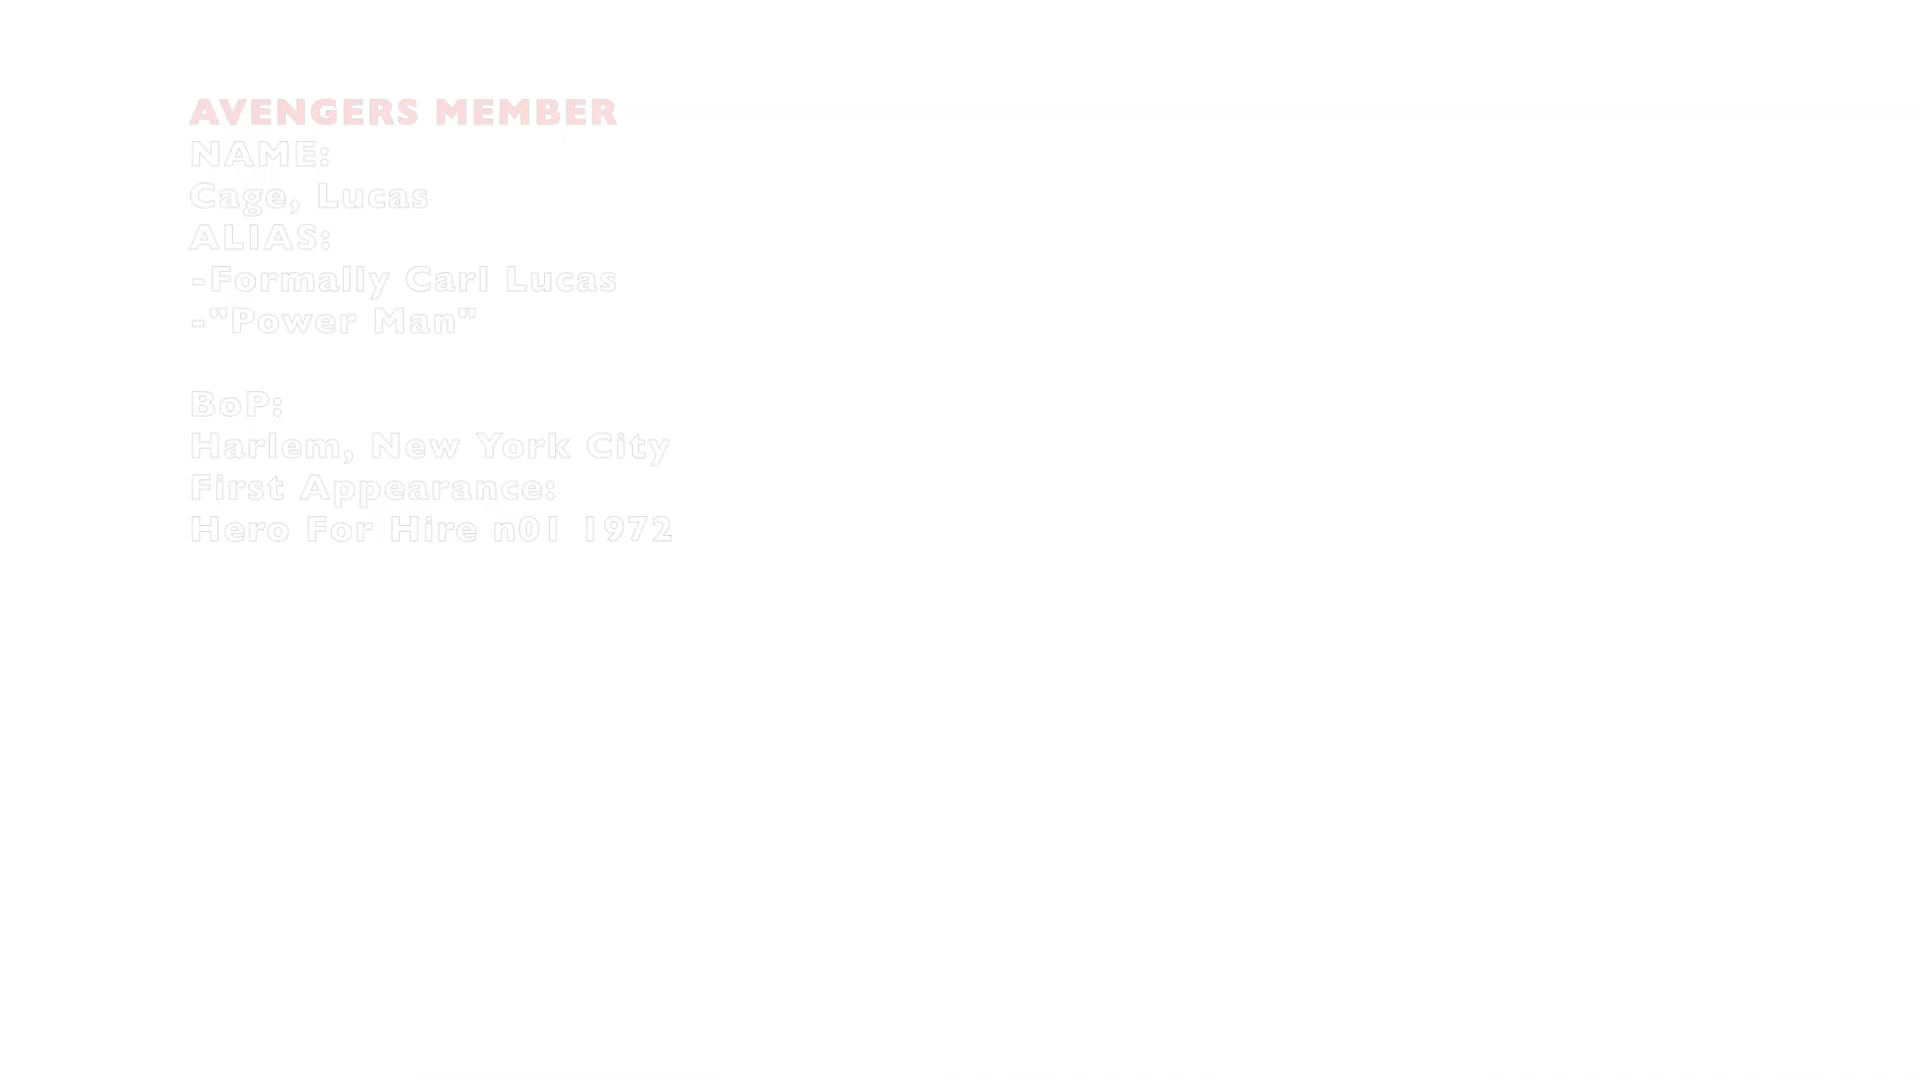 AVENGERS MEMBER
NAME:
Cage, Lucas
ALIAS:
-Formally Carl Lucas
-"Power Man"
BoP:
Harlem, New York City
First Appearance:
Hero For Hire n01 1972